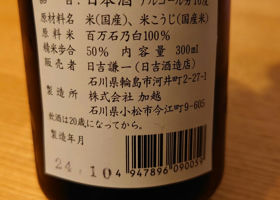 日本酒 アルコール分16度
原材料名 米(国産)、米こうじ(国産米)
原料米 百万石乃白100%
精米歩合 50% 内容量 300ml
販売者 日吉謙一(日吉酒造店)
石川県輪島市河井町2-27-1
製造所 株式会社 加越
石川県小松市今江町9-605
飲酒は20歳になってから。
製造年月
24.10
4947896090059